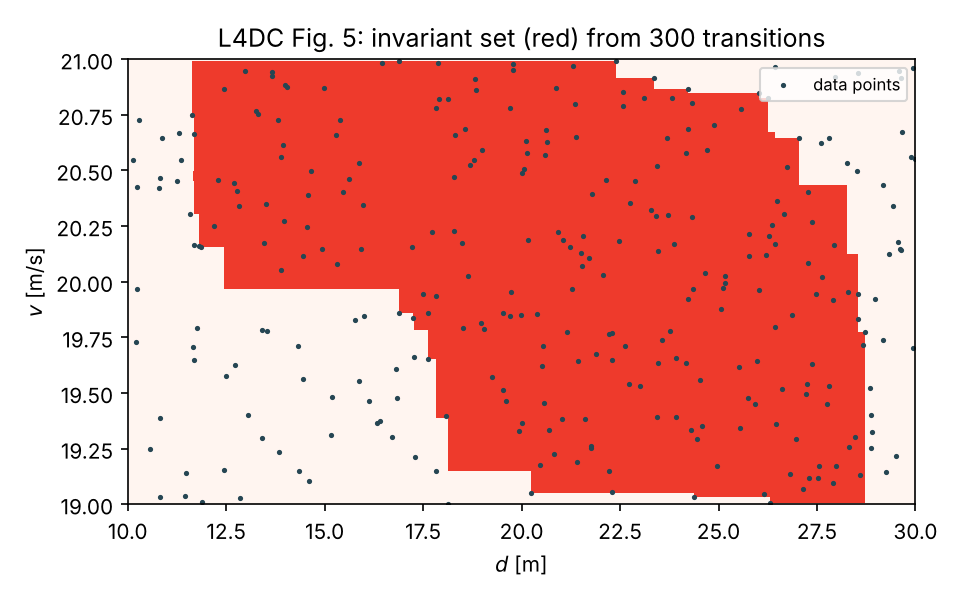 L4DC Fig. 5: invariant set (red) from 300 transitions
data points
21.00
20.75
20.50
20.25
20.00
19.75
19.50
19.25
19.00
v [m/s]
10.0 12.5 15.0 17.5 20.0 22.5 25.0 27.5 30.0
d [m]